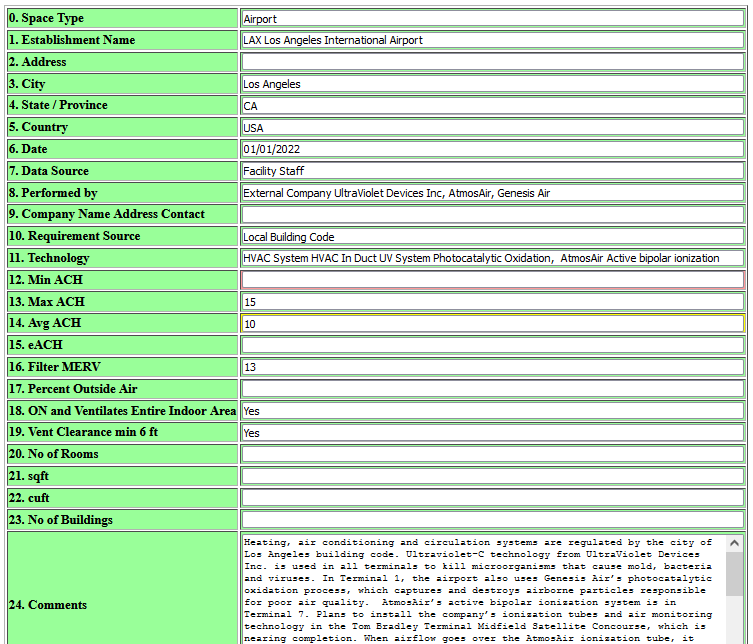 0. Space Type Airport
1. Establishment Name LAX Los Angeles International Airport
2. Address
3. City Los Angeles
4. State / Province CA
5. Country USA
6. Date 01/01/2022
7. Data Source Facility Staff
8. Performed by External Company UltraViolet Devices Inc, AtmosAir, Genesis Air
9. Company Name Address Contact
10. Requirement Source Local Building Code
11. Technology HVAC System HVAC In Duct UV System Photocatalytic Oxidation, AtmosAir Active bipolar ionization
12. Min ACH
13. Max ACH 15
14. Avg ACH 10
15. eACH
16. Filter MERV 13
17. Percent Outside Air
18. ON and Ventilates Entire Indoor Area Yes
19. Vent Clearance min 6 ft Yes
20. No of Rooms
21. sqft
22. cuft
23. No of Buildings
24. Comments
Heating, air conditioning and circulation systems are regulated by the city of
Los Angeles building code. Ultraviolet-C technology from UltraViolet Devices
Inc. is used in all terminals to kill microorganisms that cause mold, bacteria
and viruses. In Terminal 1, the airport also uses Genesis Air’s photocatalytic
oxidation process, which captures and destroys airborne particles responsible
for poor air quality.  AtmosAir’s active bipolar ionization system is in
Terminal 7. Plans to install the company’s ionization tubes and air monitoring
technology in the Tom Bradley Terminal Midfield Satellite Concourse, which is
nearing completion. When airflow goes over the AtmosAir ionization tube, it